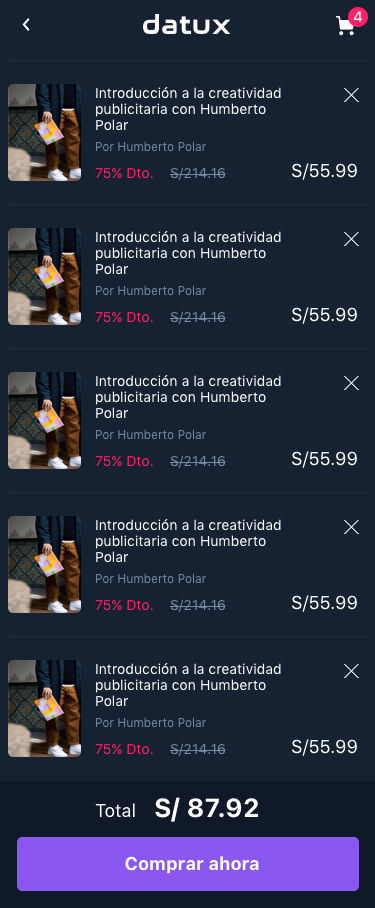 datux
4
Introducción a la creatividad
publicitaria con Humberto
Polar
Por Humberto Polar
75% Dto. S/214.16 S/55.99
Introducción a la creatividad
publicitaria con Humberto
Polar
Por Humberto Polar
75% Dto. S/214.16 S/55.99
Introducción a la creatividad
publicitaria con Humberto
Polar
Por Humberto Polar
75% Dto. S/214.16 S/55.99
Introducción a la creatividad
publicitaria con Humberto
Polar
Por Humberto Polar
75% Dto. S/214.16 S/55.99
Introducción a la creatividad
publicitaria con Humberto
Polar
Por Humberto Polar
75% Dto. S/214.16 S/55.99
Total S/ 87.92
Comprar ahora